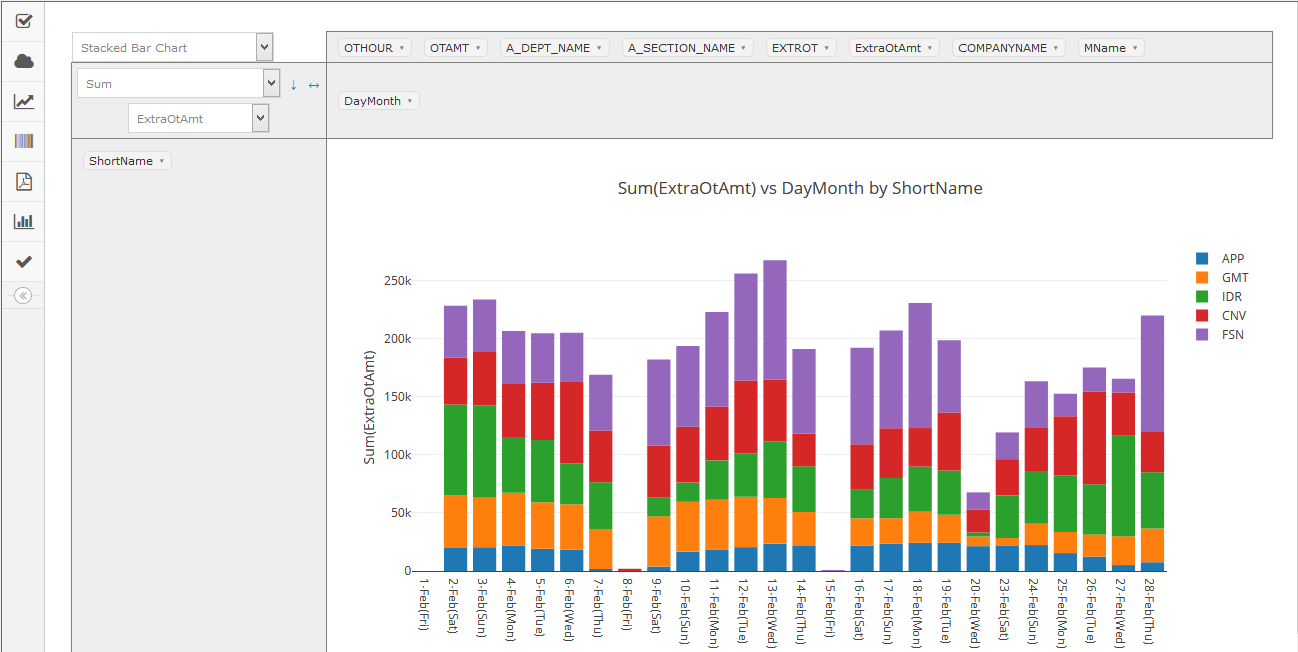 Stacked Bar Chart
OTHOUR ▾ OTAMT ▾ A_DEPT_NAME ▾ A_SECTION_NAME ▾ EXTROT ▾ ExtraOtAmt ▾ COMPANYNAME ▾ MName ▾
Sum ↓ ↔
ExtraOtAmt
DayMonth ▾
ShortName ▾
Sum(ExtraOtAmt) vs DayMonth by ShortName
APP
GMT
IDR
CNV
FSN
Sum(ExtraOtAmt)
250k
200k
150k
100k
50k
0
1-Feb(Fri)
2-Feb(Sat)
3-Feb(Sun)
4-Feb(Mon)
5-Feb(Tue)
6-Feb(Wed)
7-Feb(Thu)
8-Feb(Fri)
9-Feb(Sat)
10-Feb(Sun)
11-Feb(Mon)
12-Feb(Tue)
13-Feb(Wed)
14-Feb(Thu)
15-Feb(Fri)
16-Feb(Sat)
17-Feb(Sun)
18-Feb(Mon)
19-Feb(Tue)
20-Feb(Wed)
23-Feb(Sat)
24-Feb(Sun)
25-Feb(Mon)
26-Feb(Tue)
27-Feb(Wed)
28-Feb(Thu)